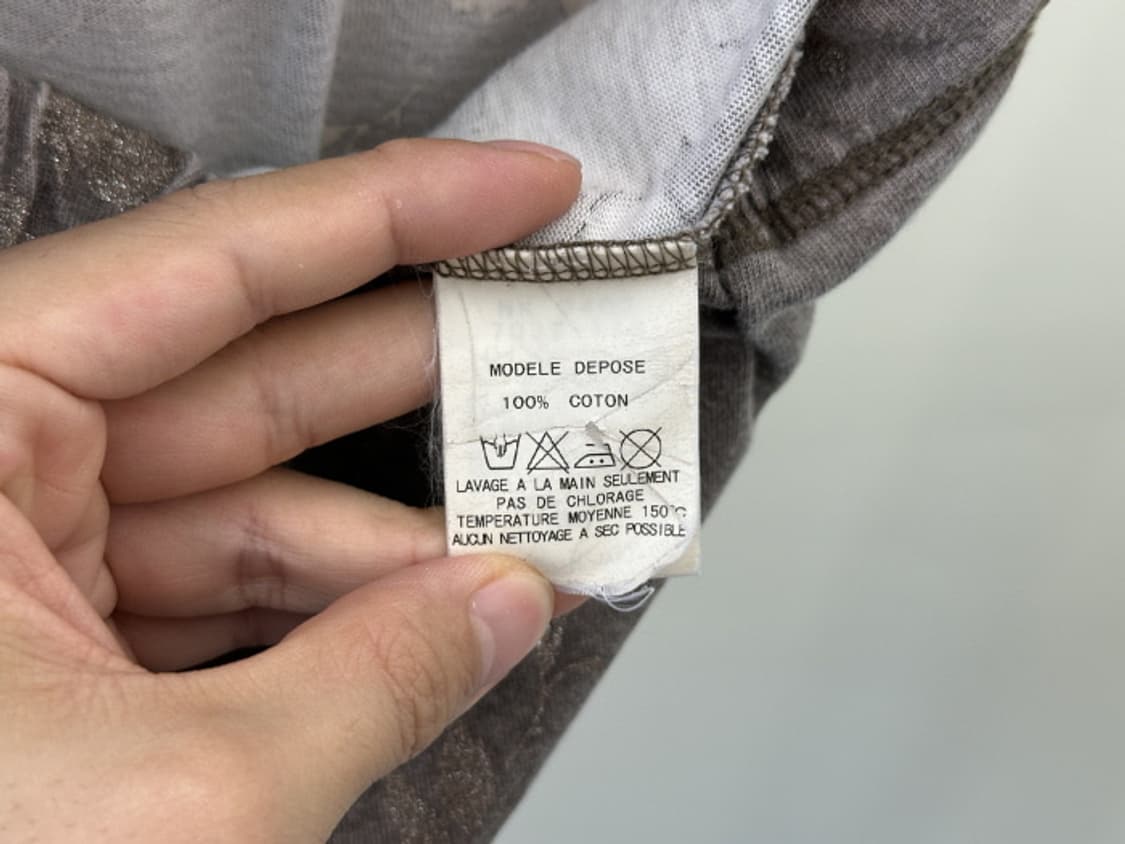 MODELE DEPOSE
100% COTON
LAVAGE A LA MAIN SEULEMENT
PAS DE CHLORAGE
TEMPERATURE MOYENNE 150°C
AUCUN NETTOYAGE A SEC POSSIBLE